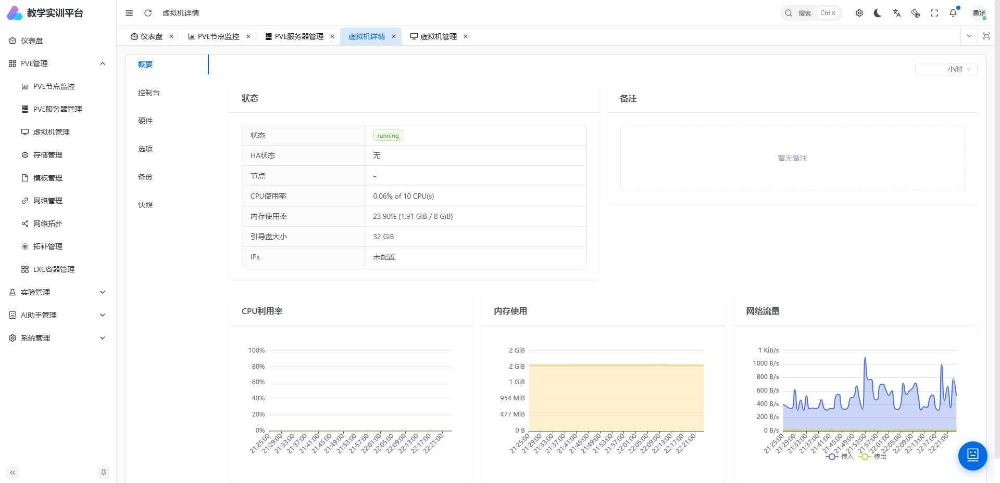 教学实训平台
虚拟机详情
搜索 Ctrl K
勇斌
仪表盘
PVE节点监控
PVE服务器管理
虚拟机详情
虚拟机管理
仪表盘
PVE管理
PVE节点监控
PVE服务器管理
虚拟机管理
存储管理
模板管理
网络管理
网络拓扑
拓补管理
LXC容器管理
实验管理
AI助手管理
系统管理
概要
控制台
硬件
选项
备份
快照
小时
状态
状态 running
HA状态 无
节点 -
CPU使用率 0.06% of 10 CPU(s)
内存使用率 23.90% (1.91 GiB / 8 GiB)
引导盘大小 32 GiB
IPs 未配置
备注
暂无备注
CPU利用率
100%
80%
60%
40%
20%
0%
21:25:00 21:29:00 21:33:00 21:37:00 21:41:00 21:45:00 21:49:00 21:53:00 21:57:00 22:01:00 22:05:00 22:09:00 22:13:00 22:17:00 22:21:00
内存使用
2 GiB
2 GiB
1 GiB
954 MiB
477 MiB
0 B
21:25:00 21:29:00 21:33:00 21:37:00 21:41:00 21:45:00 21:49:00 21:53:00 21:57:00 22:01:00 22:05:00 22:09:00 22:13:00 22:17:00 22:21:00
网络流量
1 KiB/s
1000 B/s
800 B/s
600 B/s
400 B/s
200 B/s
0 B/s
21:25:00 21:29:00 21:33:00 21:37:00 21:41:00 21:45:00 21:49:00 21:53:00 21:57:00 22:01:00 22:05:00 22:09:00 22:13:00 22:17:00 22:21:00
传入 传出